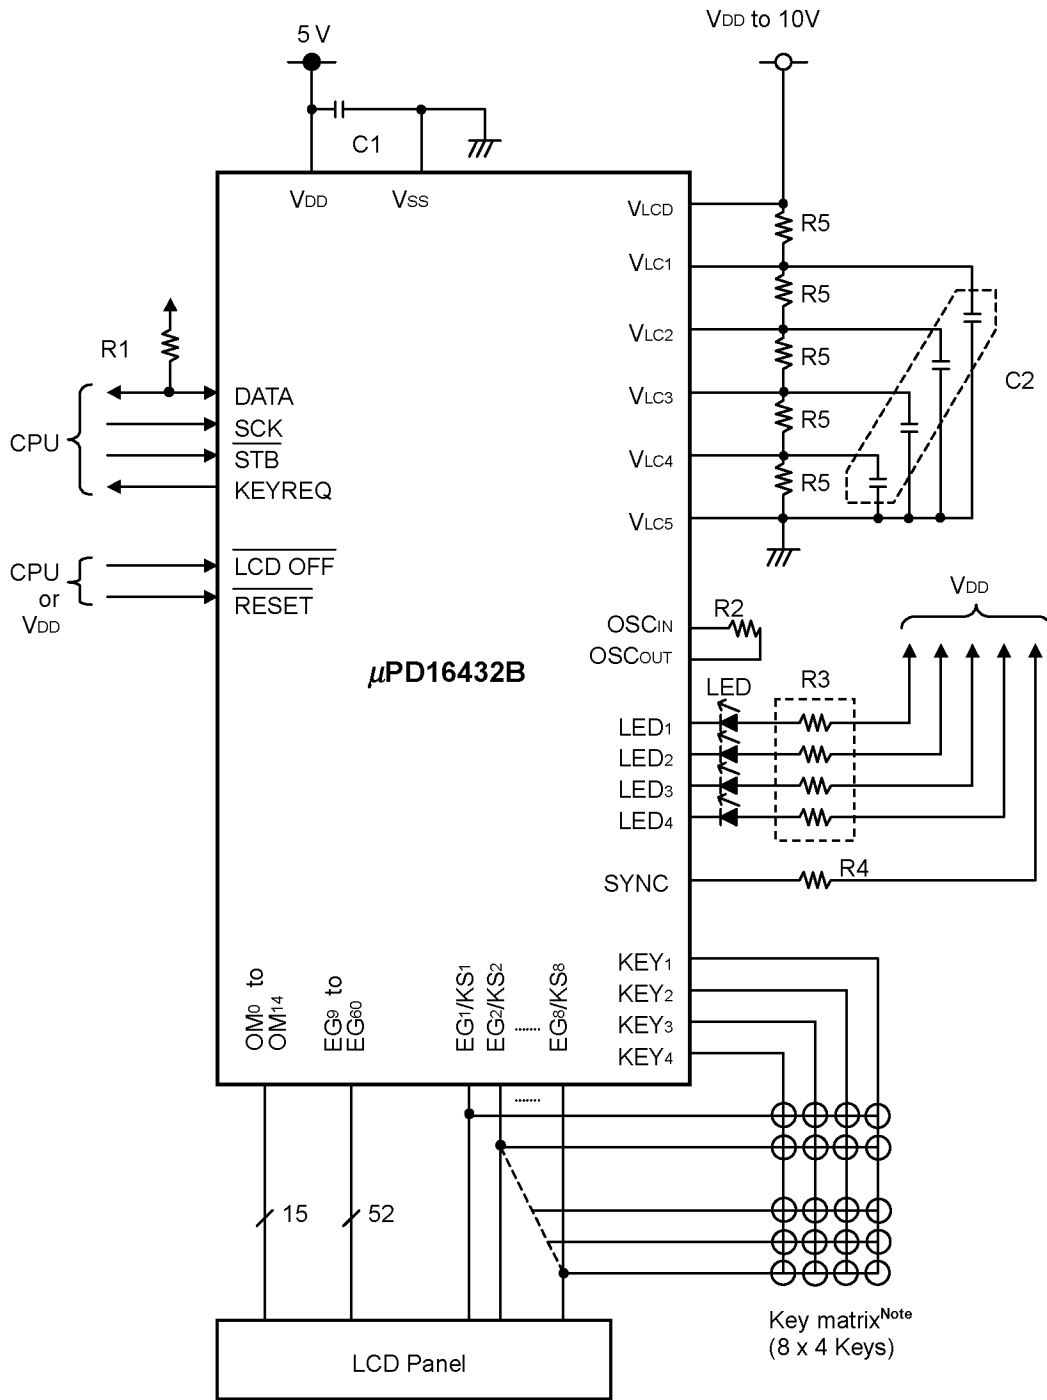 5 V
VDD to 10V
C1
VDD
VSS
VLCD
R5
VLC1
R5
VLC2
R5
VLC3
R5
VLC4
R5
VLC5
C2
R1
CPU
DATA
SCK
STB
KEYREQ
CPU
or
VDD
LCD OFF
RESET
μPD16432B
OSCIN
OSCOUT
R2
VDD
LED
R3
LED1
LED2
LED3
LED4
SYNC
R4
KEY1
KEY2
KEY3
KEY4
OM0 to
OM14
EG9 to
EG60
EG1/KS1
EG2/KS2
........
EG8/KS8
........
15
52
LCD Panel
Key matrixNote
(8 x 4 Keys)